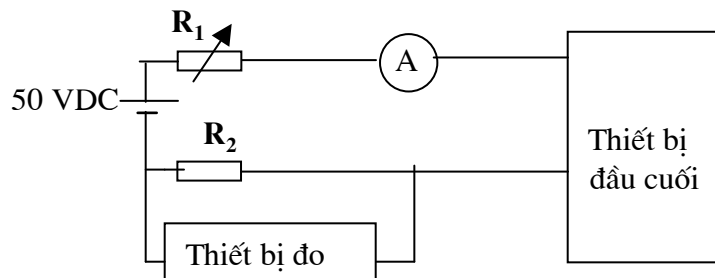 R1
A
50 VDC
R2
Thiết bị
đầu cuối
Thiết bị đo